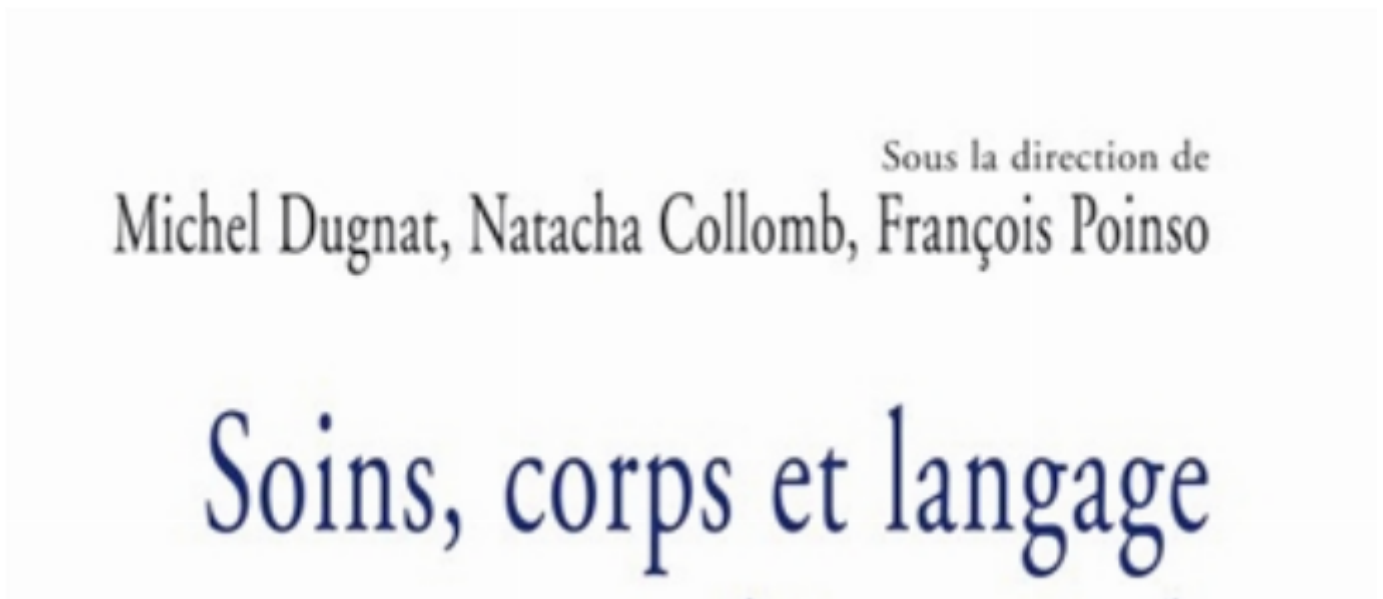 Sous la direction de
Michel Dugnat, Natacha Collomb, François Poinso
Soins, corps et langage